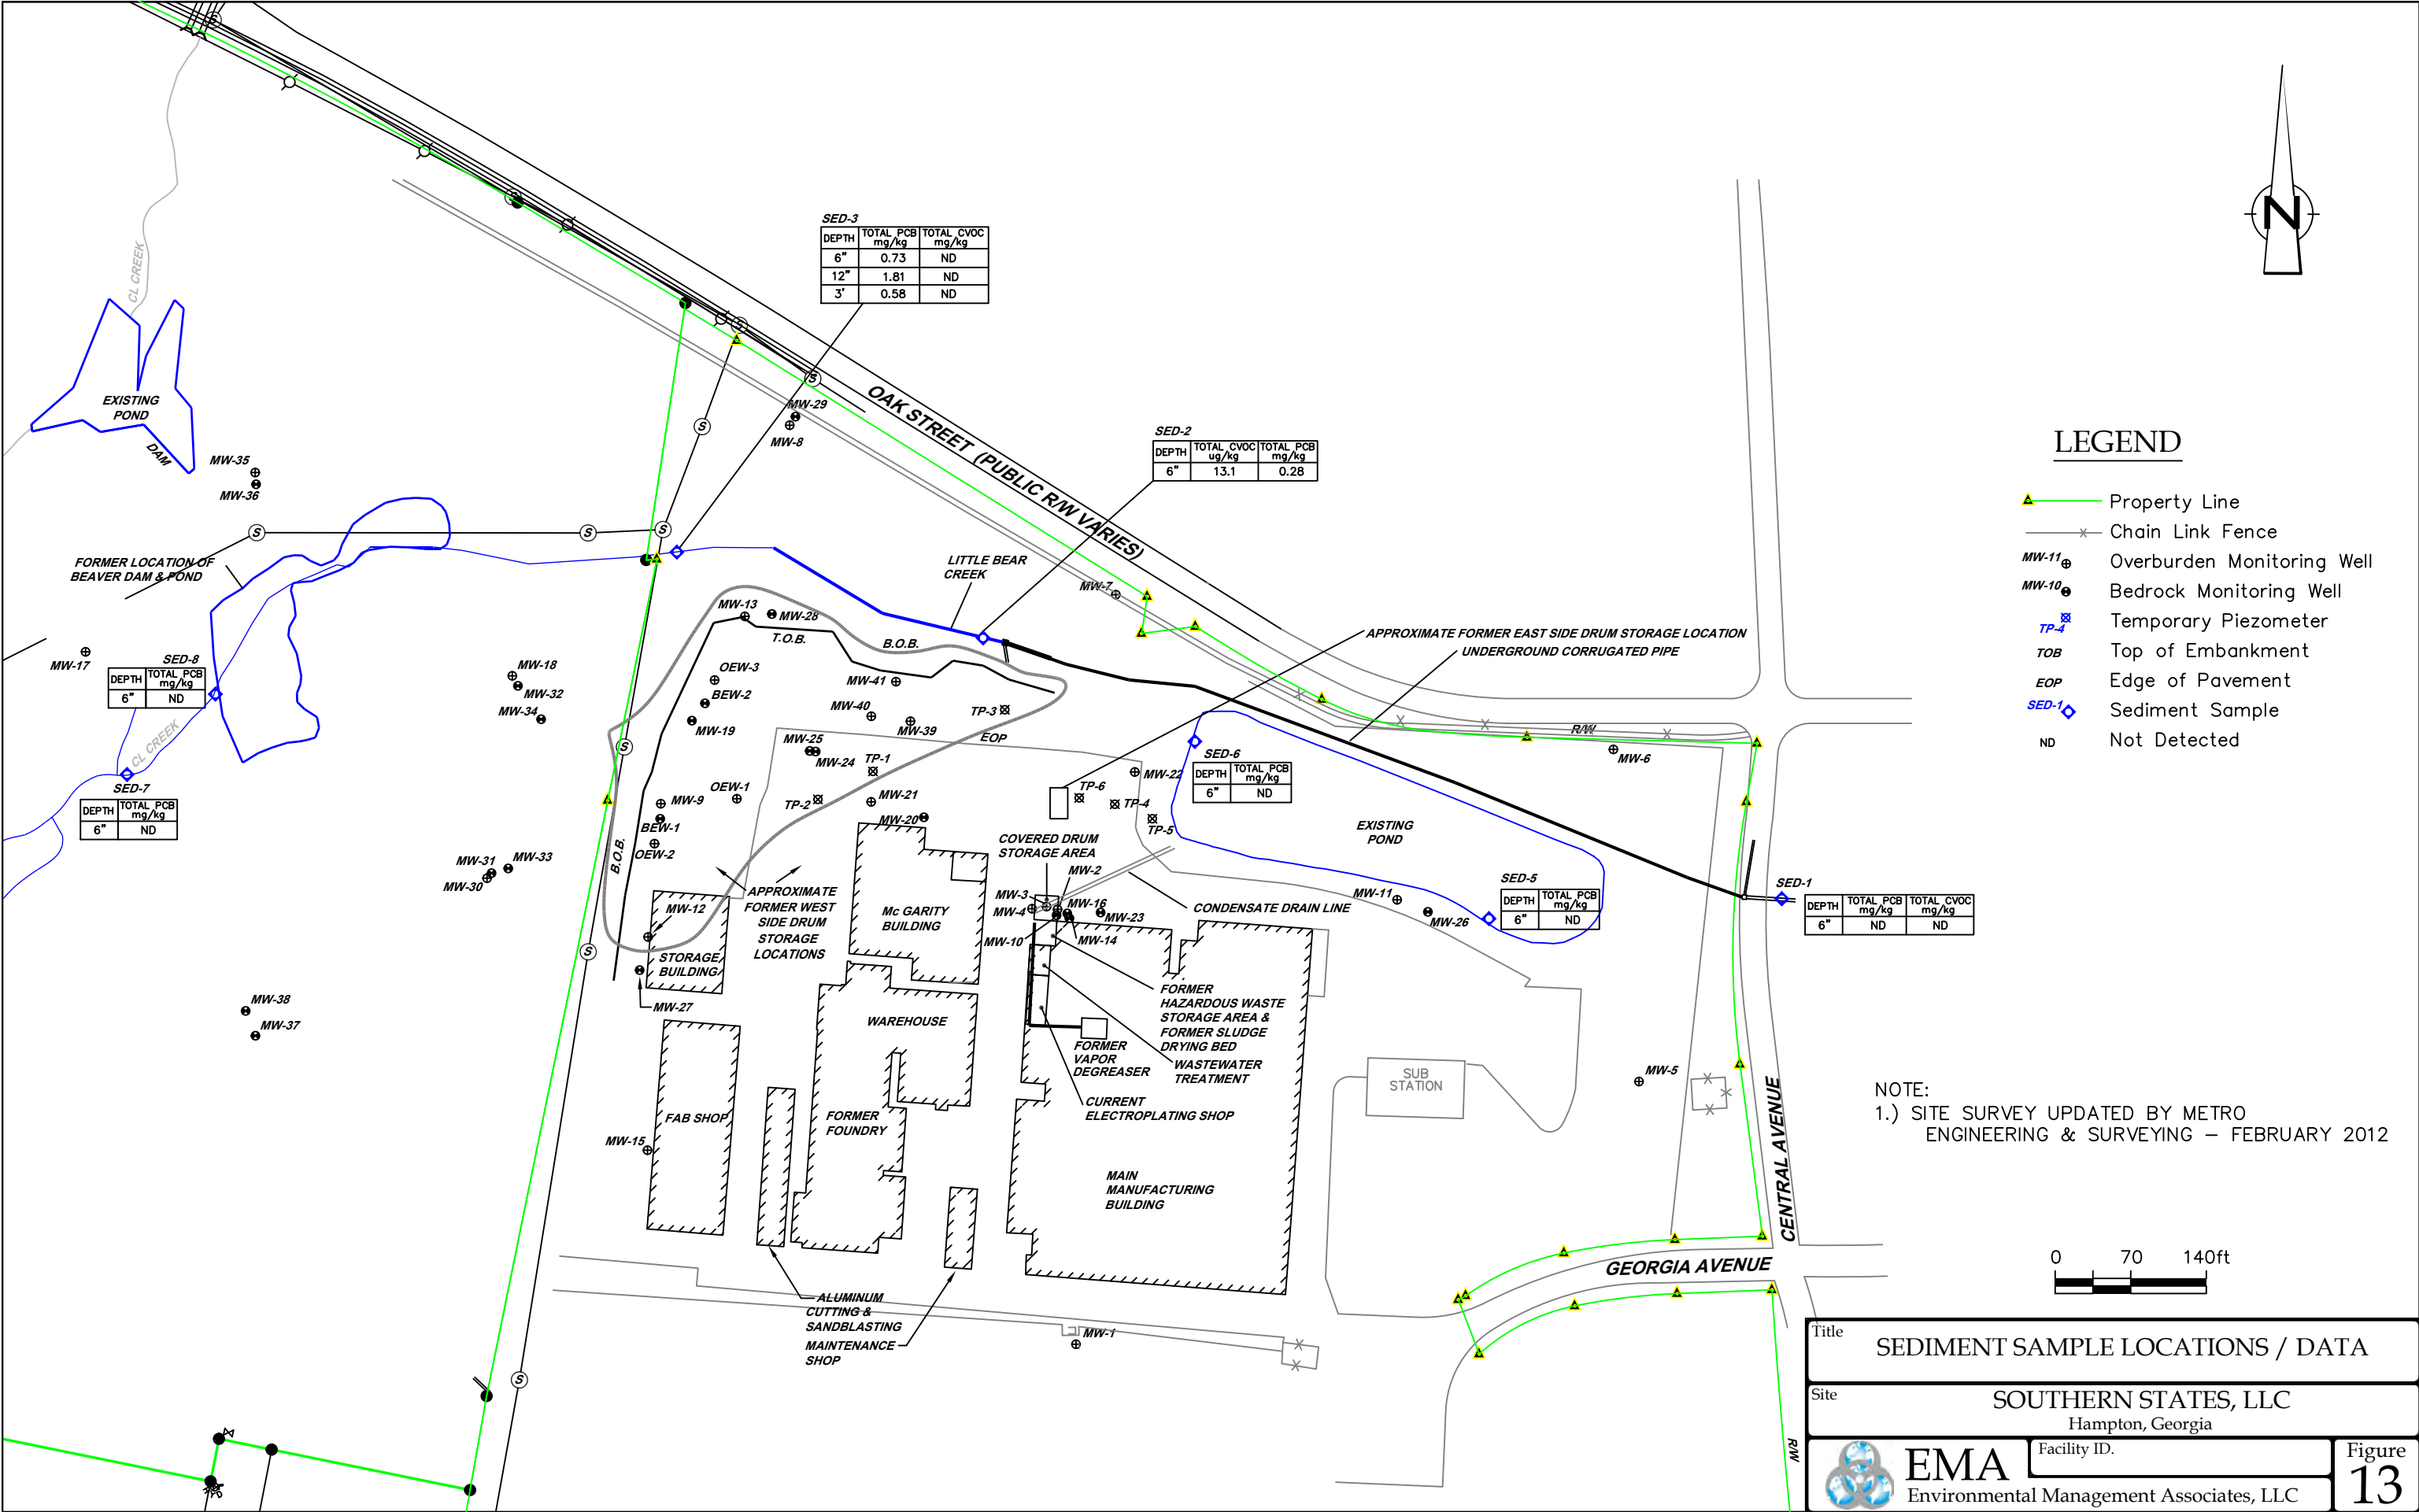 CL CREEK
EXISTING
POND
DAM
MW-35
MW-36
FORMER LOCATION OF
BEAVER DAM & POND
MW-17
SED-8
DEPTH TOTAL PCB
mg/kg
6" ND
CL CREEK
SED-7
DEPTH TOTAL PCB
mg/kg
6" ND
MW-18
MW-32
MW-34
MW-31
MW-33
MW-30
MW-38
MW-37
SED-3
DEPTH TOTAL PCB TOTAL CVOC
mg/kg mg/kg
6" 0.73 ND
12" 1.81 ND
3' 0.58 ND
MW-29
MW-8
OAK STREET (PUBLIC R/W VARIES)
SED-2
DEPTH TOTAL CVOC TOTAL PCB
ug/kg mg/kg
6" 13.1 0.28
LITTLE BEAR
CREEK
MW-7
APPROXIMATE FORMER EAST SIDE DRUM STORAGE LOCATION
UNDERGROUND CORRUGATED PIPE
MW-13
MW-28
T.O.B.
B.O.B.
OEW-3
BEW-2
MW-19
MW-41
MW-40
MW-39
TP-3
EOP
MW-25
MW-24
TP-1
OEW-1
TP-2
MW-21
MW-20
MW-9
BEW-1
OEW-2
B.O.B.
MW-22
TP-6
TP-4
TP-5
SED-6
DEPTH TOTAL PCB
mg/kg
6" ND
R/W
MW-6
EXISTING
POND
COVERED DRUM
STORAGE AREA
MW-2
MW-3
MW-4
MW-16
MW-23
MW-10
MW-14
CONDENSATE DRAIN LINE
MW-11
MW-26
SED-5
DEPTH TOTAL PCB
mg/kg
6" ND
SED-1
DEPTH TOTAL PCB TOTAL CVOC
mg/kg mg/kg
6" ND ND
APPROXIMATE
FORMER WEST
SIDE DRUM
STORAGE
LOCATIONS
MW-12
STORAGE
BUILDING
MW-27
Mc GARITY
BUILDING
WAREHOUSE
FORMER
HAZARDOUS WASTE
STORAGE AREA &
FORMER SLUDGE
DRYING BED
FORMER
VAPOR
DEGREASER
WASTEWATER
TREATMENT
CURRENT
ELECTROPLATING SHOP
SUB
STATION
MW-5
FAB SHOP
MW-15
FORMER
FOUNDRY
MAIN
MANUFACTURING
BUILDING
ALUMINUM
CUTTING &
SANDBLASTING
MAINTENANCE
SHOP
MW-1
CENTRAL AVENUE
GEORGIA AVENUE
R/W
S
S
S
S
S
S
S
S
S
S
S
S
N
LEGEND
Property Line
Chain Link Fence
MW-11 Overburden Monitoring Well
MW-10 Bedrock Monitoring Well
TP-4 Temporary Piezometer
TOB Top of Embankment
EOP Edge of Pavement
SED-1 Sediment Sample
ND Not Detected
NOTE:
1.) SITE SURVEY UPDATED BY METRO
ENGINEERING & SURVEYING – FEBRUARY 2012
0 70 140ft
Title
SEDIMENT SAMPLE LOCATIONS / DATA
Site
SOUTHERN STATES, LLC
Hampton, Georgia
EMA
Environmental Management Associates, LLC
Facility ID.
Figure
13